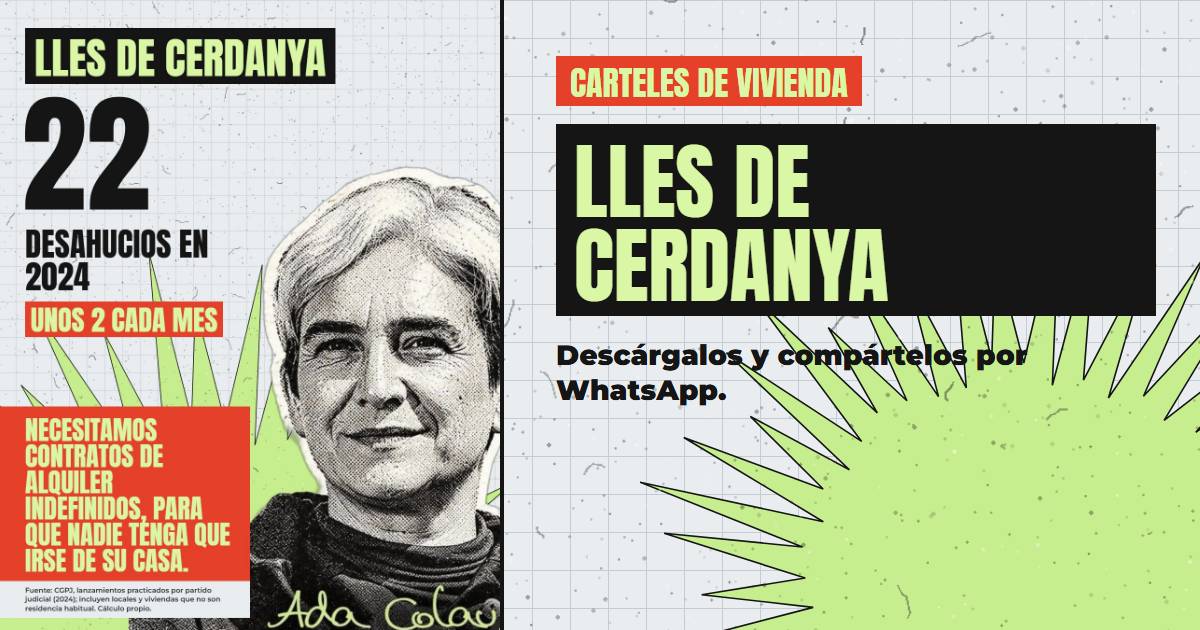 LLES DE CERDANYA
22
DESAHUCIOS EN
2024
UNOS 2 CADA MES
NECESITAMOS
CONTRATOS DE
ALQUILER
INDEFINIDOS, PARA
QUE NADIE TENGA QUE
IRSE DE SU CASA.
Fuente: CGPJ, lanzamientos practicados por partido
judicial (2024); incluyen locales y viviendas que no son
residencia habitual. Cálculo propio.
Ada Colau
CARTELES DE VIVIENDA
LLES DE
CERDANYA
Descárgalos y compártelos por
WhatsApp.